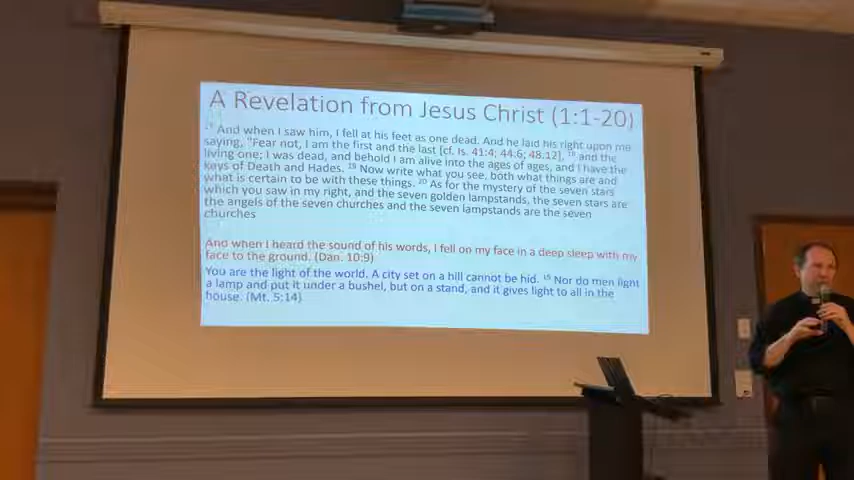 A Revelation from Jesus Christ (1:1-20)
17 And when I saw him, I fell at his feet as one dead. And he laid his right upon me
saying, "Fear not, I am the first and the last [cf. Is. 41:4; 44:6; 48:12], 18 and the
living one; I was dead, and behold I am alive into the ages of ages, and I have the
keys of Death and Hades. 19 Now write what you see, both what things are and
what is certain to be with these things. 20 As for the mystery of the seven stars
which you saw in my right, and the seven golden lampstands, the seven stars are
the angels of the seven churches and the seven lampstands are the seven
churches
And when I heard the sound of his words, I fell on my face in a deep sleep with my
face to the ground. (Dan. 10:9)
You are the light of the world. A city set on a hill cannot be hid. 15 Nor do men light
a lamp and put it under a bushel, but on a stand, and it gives light to all in the
house. (Mt. 5:14)